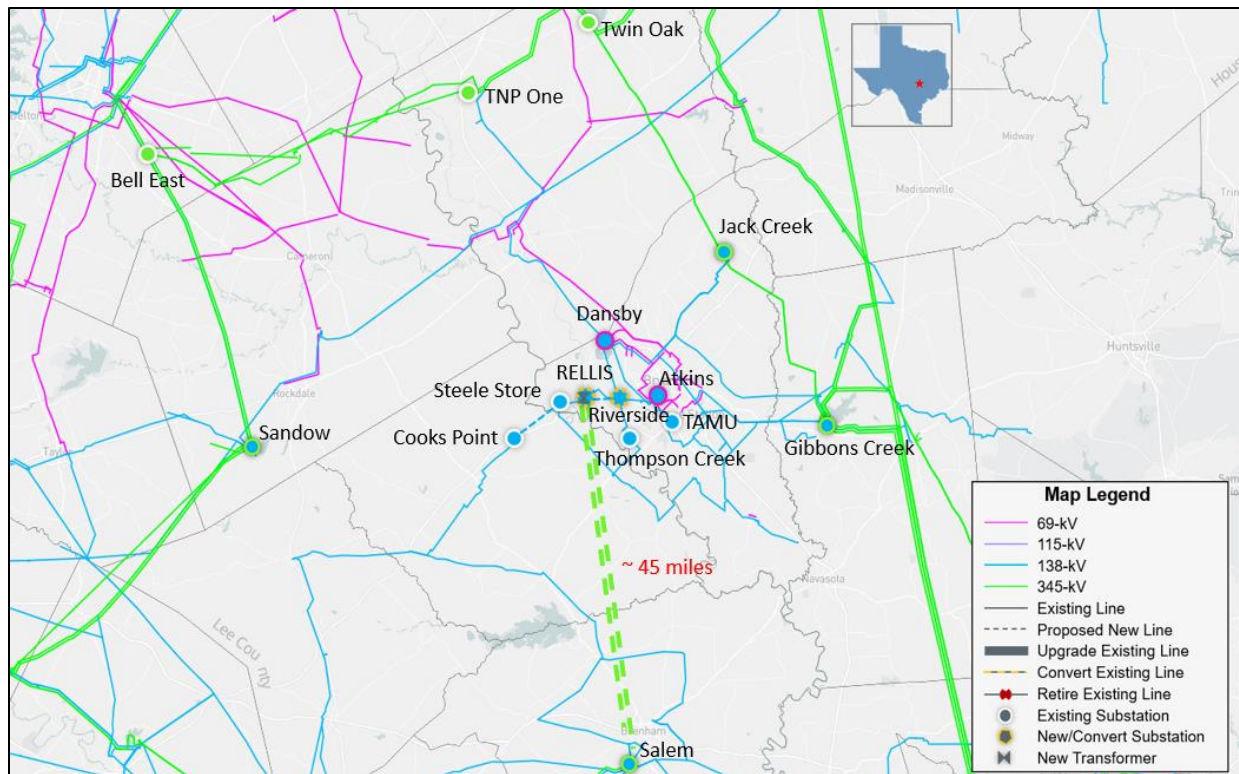 Twin Oak
TNP One
Bell East
Midway
Madisonville
Jack Creek
Cameron
Dansby
Huntsville
RELLIS
Atkins
Steele Store
Rockdale
Riverside
TAMU
Sandow
Cooks Point
Thompson Creek
Gibbons Creek
~ 45 miles
Navasota
Lee County
Brenham
Salem
Map Legend
69-kV
115-kV
138-kV
345-kV
Existing Line
Proposed New Line
Upgrade Existing Line
Convert Existing Line
Retire Existing Line
Existing Substation
New/Convert Substation
New Transformer